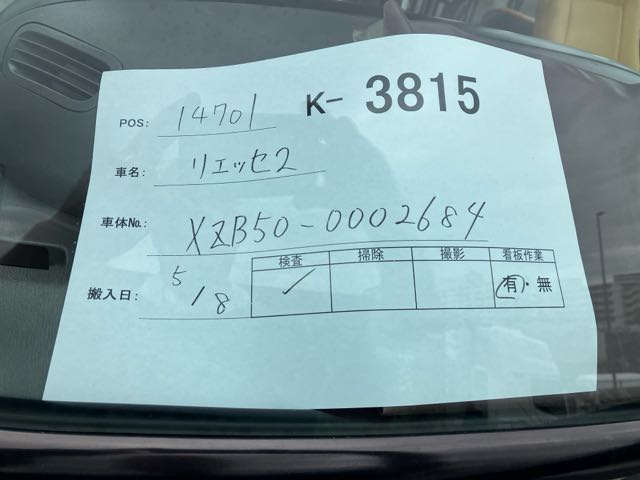 K- 3815
POS: 14701
車名: リエッセ2
車体No.: XZB50-0002684
搬入日: 5/8
検査 掃除 撮影 看板作業
✓ 有・無